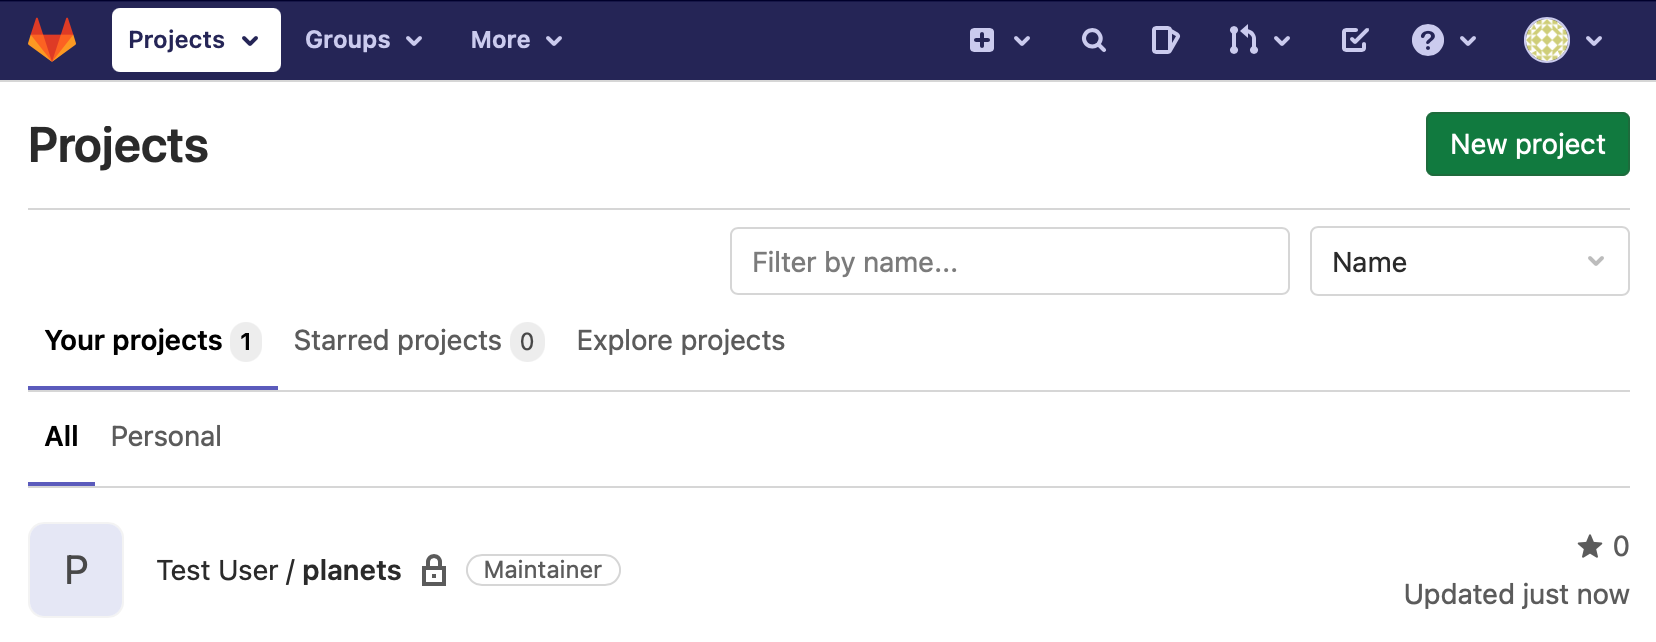 Projects Groups More
Projects
New project
Filter by name... Name
Your projects 1 Starred projects 0 Explore projects
All Personal
P Test User / planets Maintainer
0
Updated just now